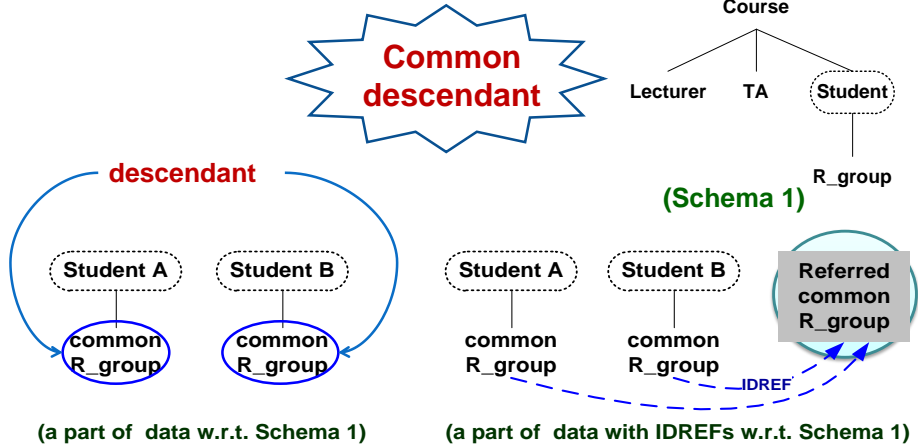 Course
Common
descendant
Lecturer TA Student
R_group
(Schema 1)
descendant
Student A Student B
common common
R_group R_group
(a part of data w.r.t. Schema 1)
Student A Student B
Referred
common
R_group
common common
R_group R_group
IDREF
(a part of data with IDREFs w.r.t. Schema 1)